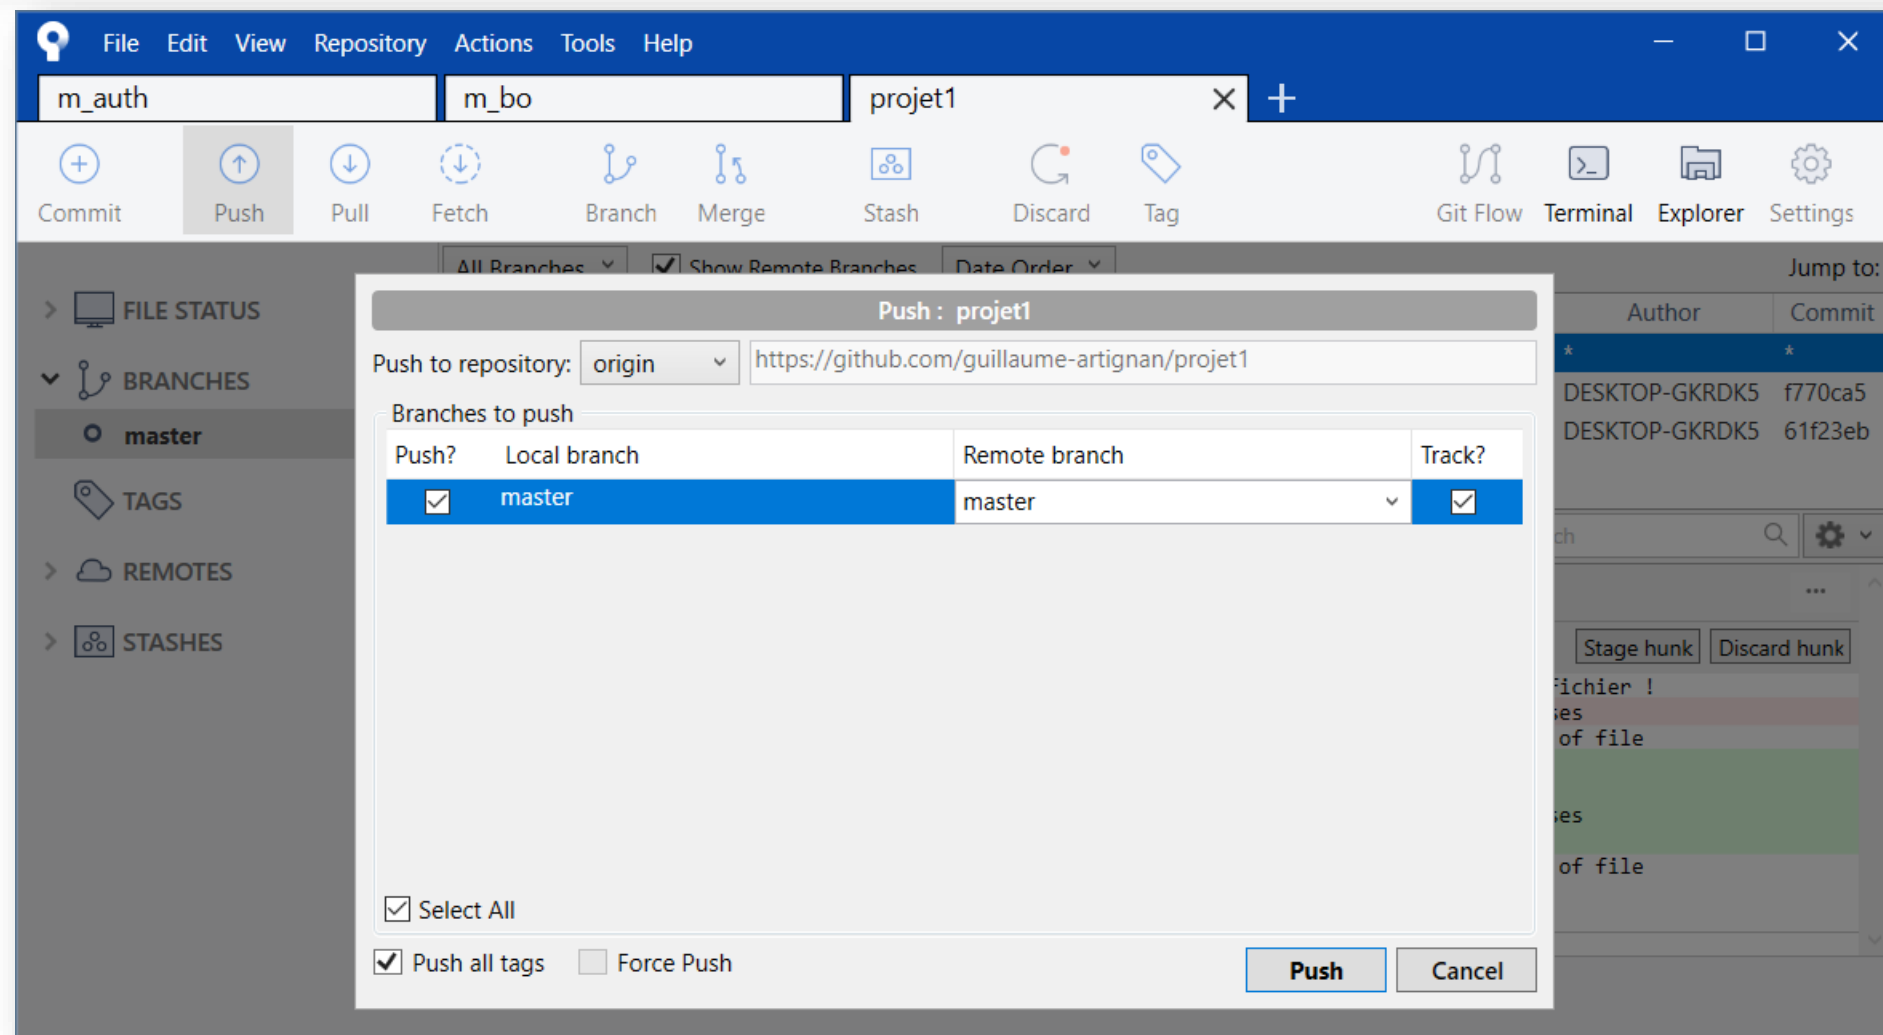 File Edit View Repository Actions Tools Help
m_auth m_bo projet1
Commit Push Pull Fetch Branch Merge Stash Discard Tag Git Flow Terminal Explorer Settings
All Branches Show Remote Branches Date Order Jump to:
FILE STATUS
BRANCHES
master
TAGS
REMOTES
STASHES
Push : projet1
Push to repository: origin https://github.com/guillaume-artignan/projet1
Branches to push
Push? Local branch Remote branch Track?
master master
Select All
Push all tags Force Push Push Cancel
Author Commit
* *
DESKTOP-GKRDK5 f770ca5
DESKTOP-GKRDK5 61f23eb
...
Stage hunk Discard hunk
fichier !
of file
of file